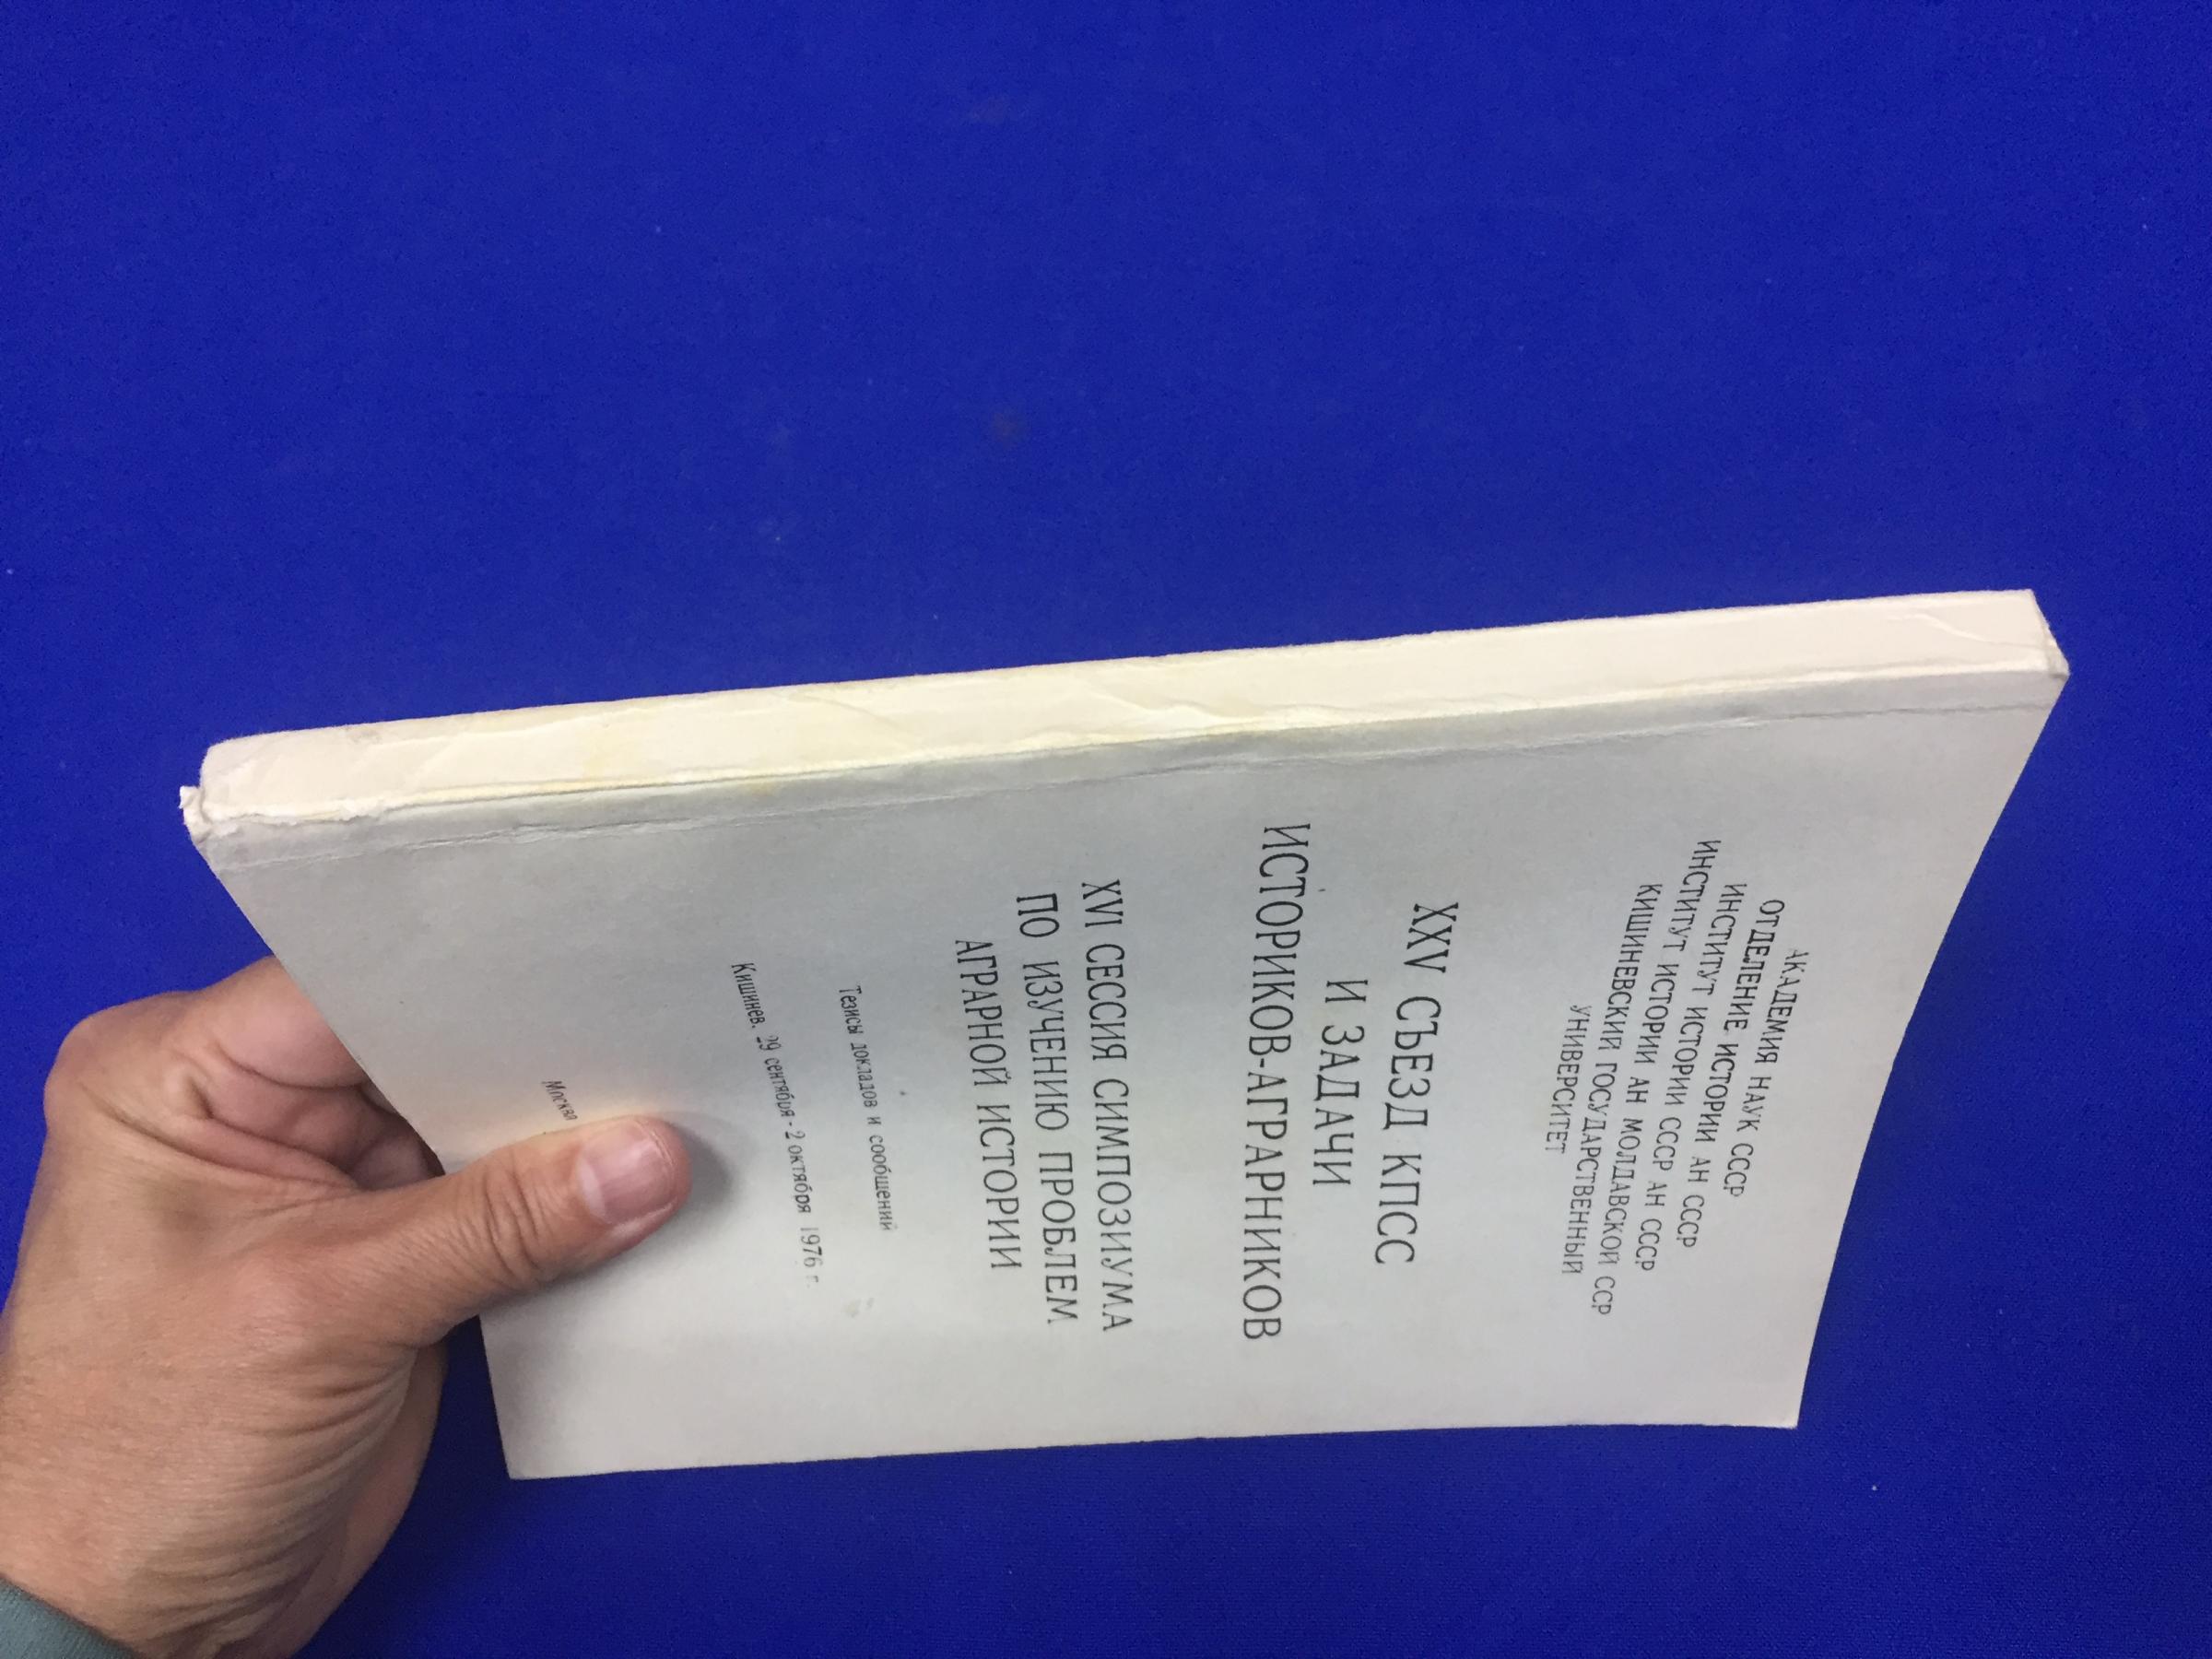 АКАДЕМИЯ НАУК СССР
ОТДЕЛЕНИЕ ИСТОРИИ АН СССР
ИНСТИТУТ ИСТОРИИ СССР АН СССР
ИНСТИТУТ ИСТОРИИ АН МОЛДАВСКОЙ ССР
КИШИНЕВСКИЙ ГОСУДАРСТВЕННЫЙ
УНИВЕРСИТЕТ
XXV СЪЕЗД КПСС
И ЗАДАЧИ
ИСТОРИКОВ-АГРАРНИКОВ
XVI СЕССИЯ СИМПОЗИУМА
ПО ИЗУЧЕНИЮ ПРОБЛЕМ
АГРАРНОЙ ИСТОРИИ
Тезисы докладов и сообщений
Кишинев. 29 сентября - 2 октября 1976 г.
Москва